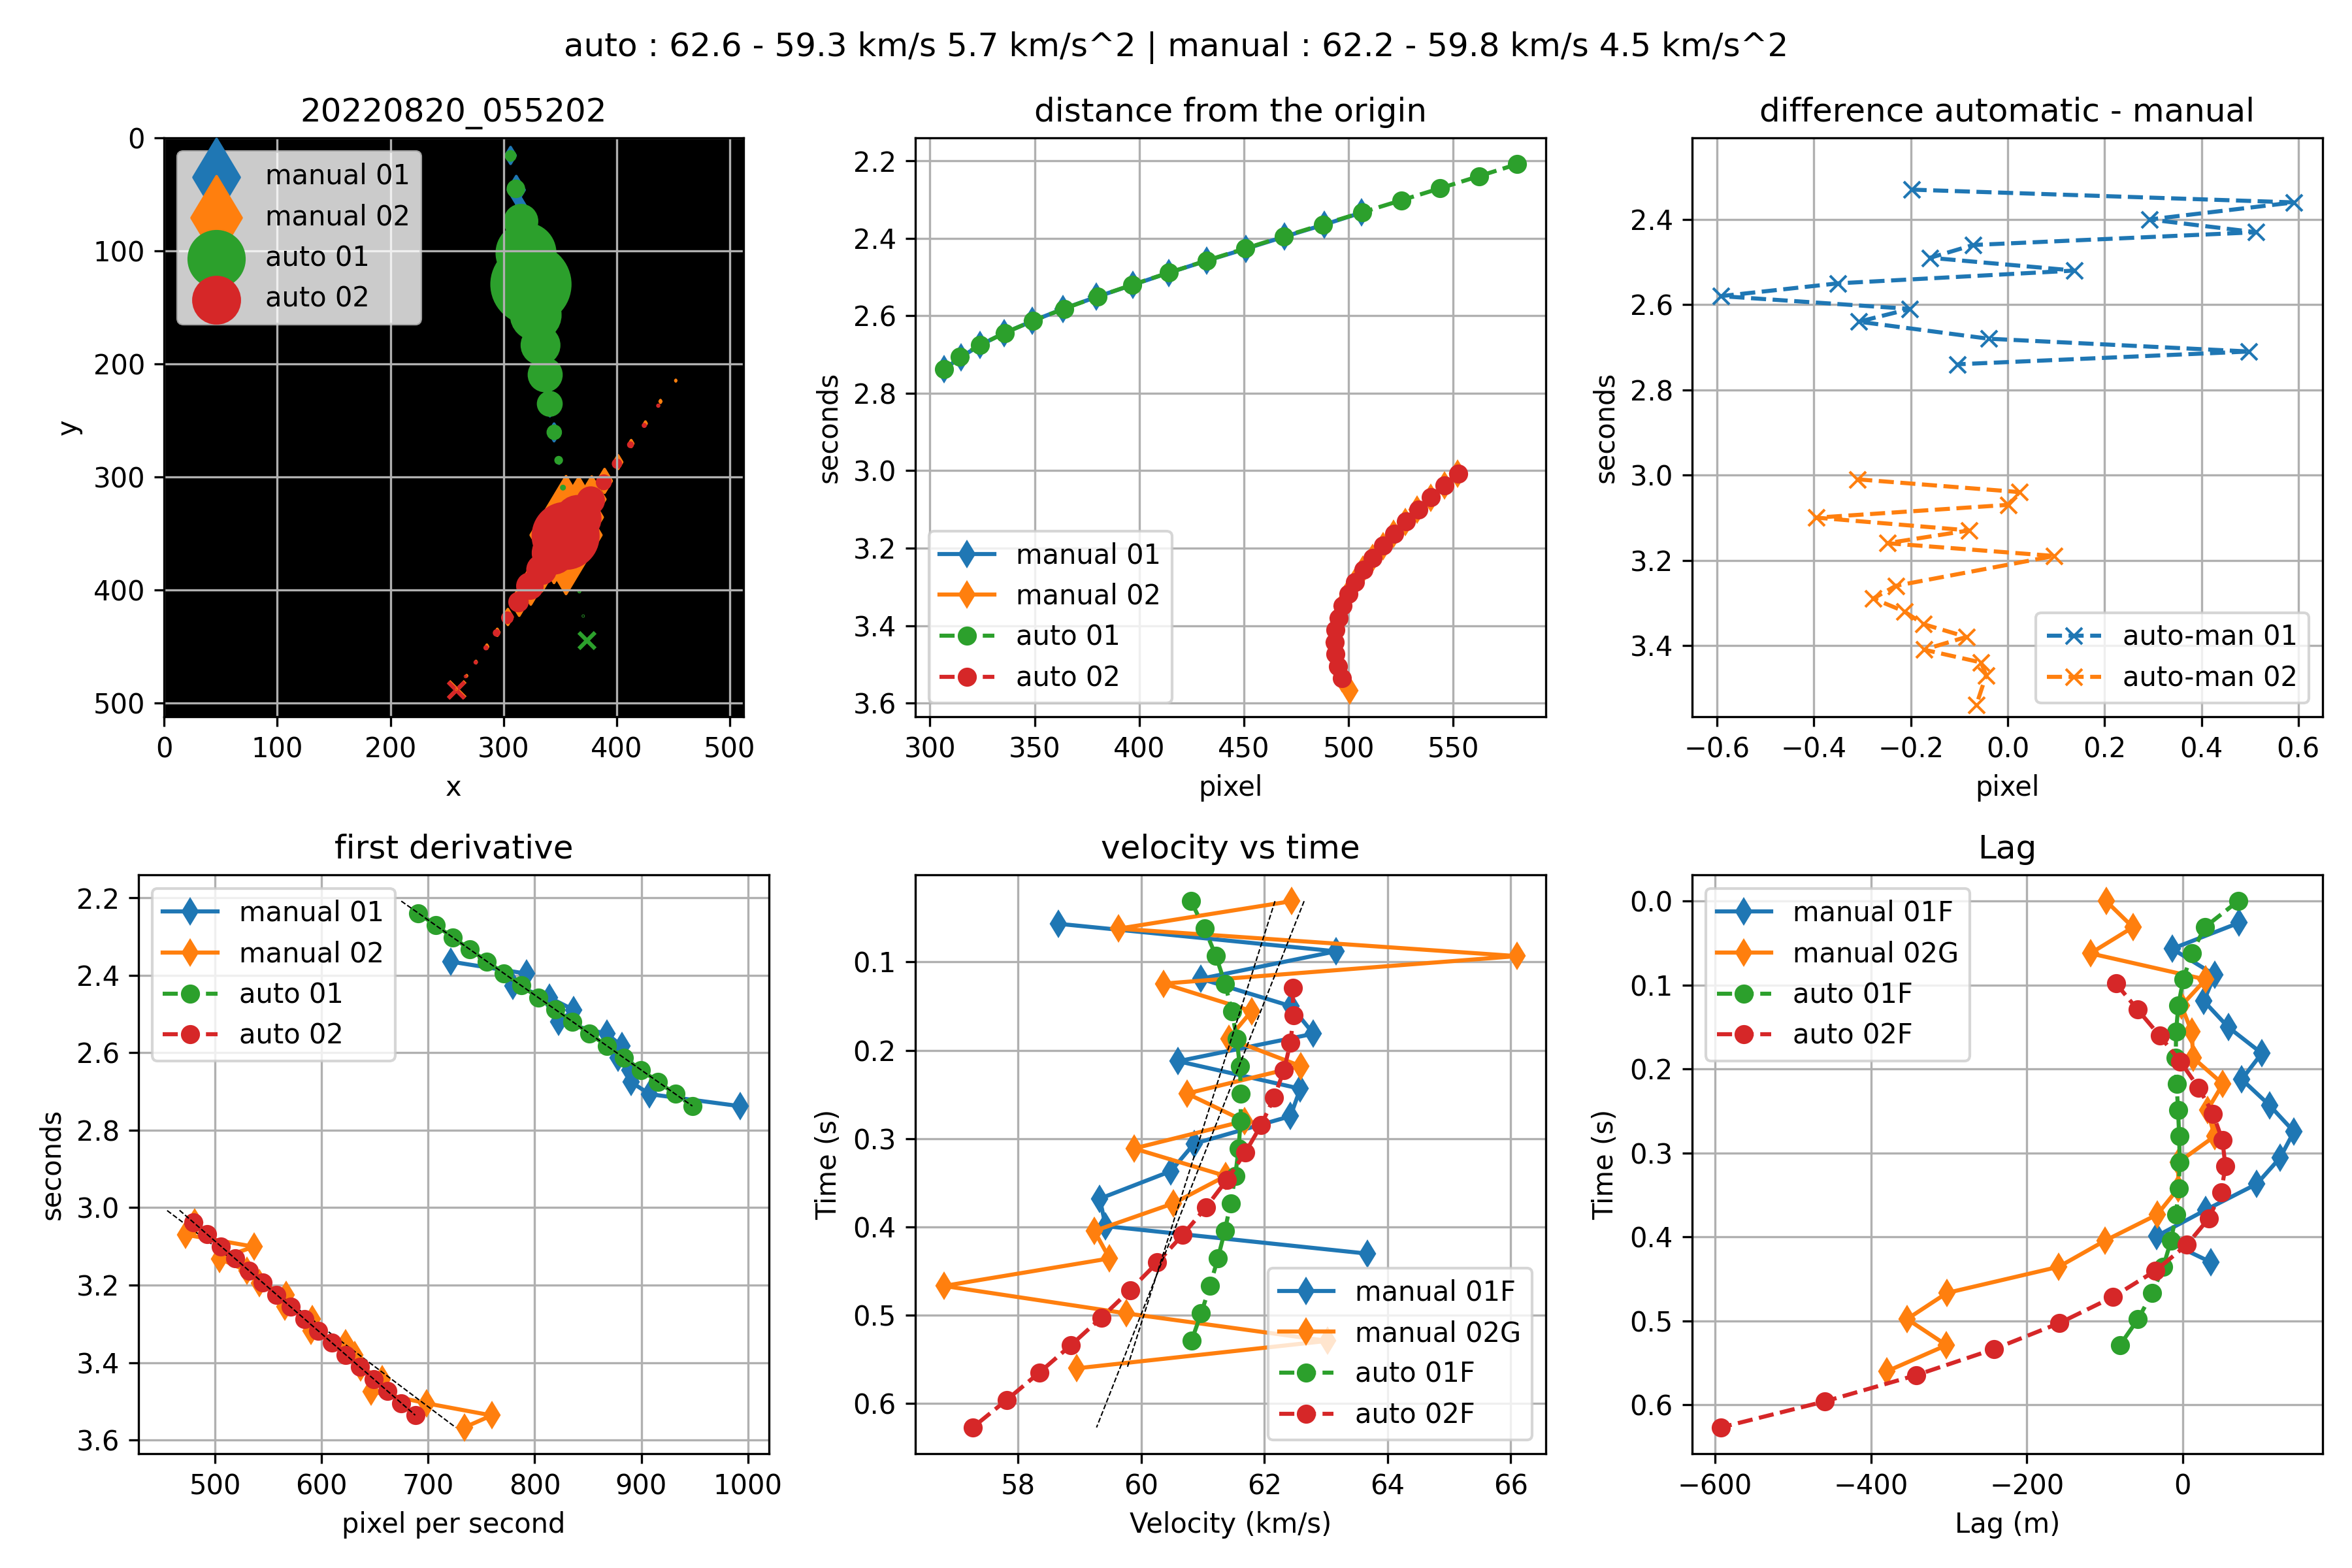 auto : 62.6 - 59.3 km/s 5.7 km/s^2 | manual : 62.2 - 59.8 km/s 4.5 km/s^2
20220820_055202
0
100
200
300
400
500
y
0
100
200
300
400
500
x
manual 01
manual 02
auto 01
auto 02
distance from the origin
2.2
2.4
2.6
2.8
3.0
3.2
3.4
3.6
seconds
300
350
400
450
500
550
pixel
manual 01
manual 02
auto 01
auto 02
difference automatic - manual
2.4
2.6
2.8
3.0
3.2
3.4
seconds
−0.6
−0.4
−0.2
0.0
0.2
0.4
0.6
pixel
auto-man 01
auto-man 02
first derivative
2.2
2.4
2.6
2.8
3.0
3.2
3.4
3.6
seconds
500
600
700
800
900
1000
pixel per second
manual 01
manual 02
auto 01
auto 02
velocity vs time
0.1
0.2
0.3
0.4
0.5
0.6
Time (s)
58
60
62
64
66
Velocity (km/s)
manual 01F
manual 02G
auto 01F
auto 02F
Lag
0.0
0.1
0.2
0.3
0.4
0.5
0.6
Time (s)
−600
−400
−200
0
Lag (m)
manual 01F
manual 02G
auto 01F
auto 02F